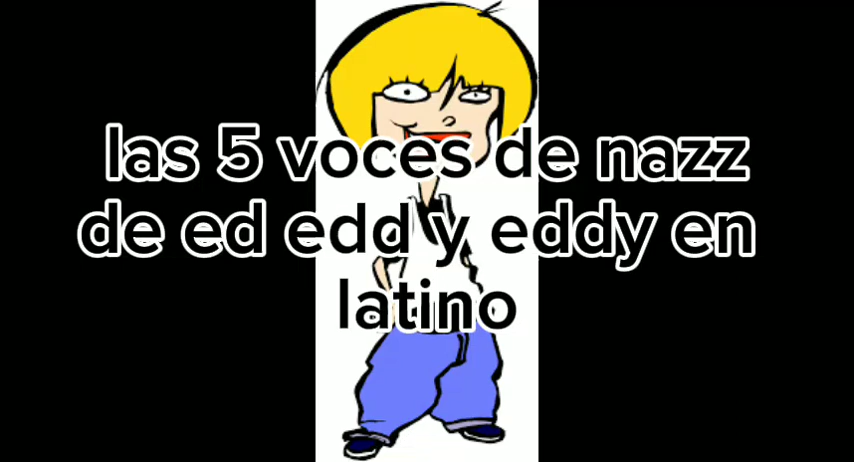 las 5 voces de nazz
de ed edd y eddy en
latino